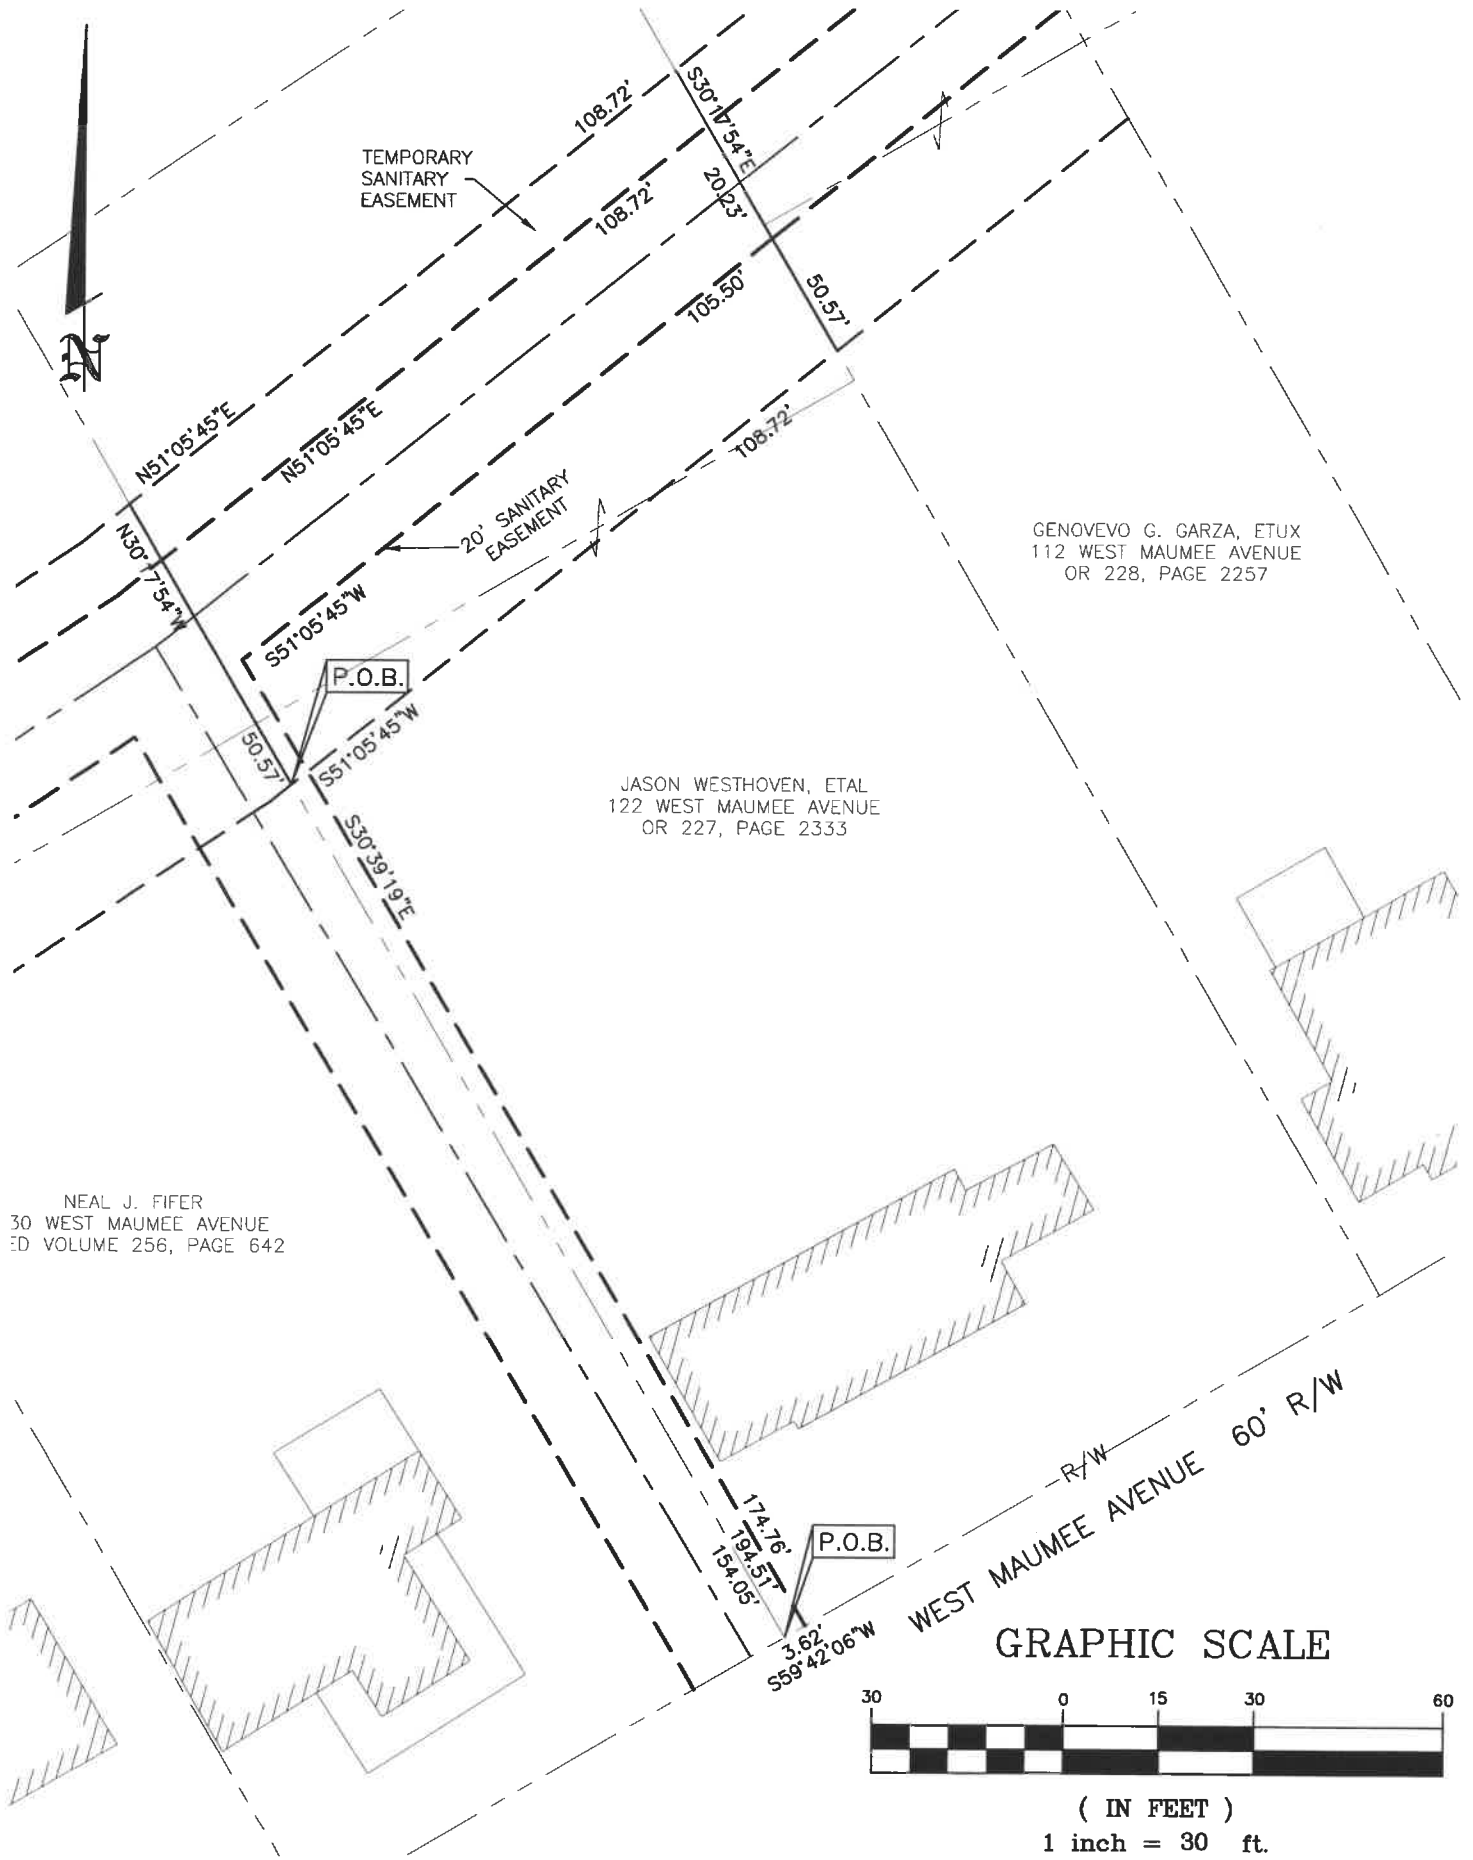 S30°17'54"E
20.23'
108.72'
TEMPORARY
SANITARY
EASEMENT
108.72'
50.57'
105.50'
N
N51°05'45"E
N51°05'45"E
108.72'
20' SANITARY
EASEMENT
GENOVEVO G. GARZA, ETUX
112 WEST MAUMEE AVENUE
OR 228, PAGE 2257
N30°17'54"W
S51°05'45"W
P.O.B.
50.57'
S51°05'45"W
JASON WESTHOVEN, ETAL
122 WEST MAUMEE AVENUE
OR 227, PAGE 2333
S30°39'19"E
NEAL J. FIFER
30 WEST MAUMEE AVENUE
ED VOLUME 256, PAGE 642
R/W
WEST MAUMEE AVENUE 60' R/W
174.76'
194.51'
154.05'
P.O.B.
3.62'
S59°42'06"W
GRAPHIC SCALE
30 0 15 30 60
( IN FEET )
1 inch = 30 ft.